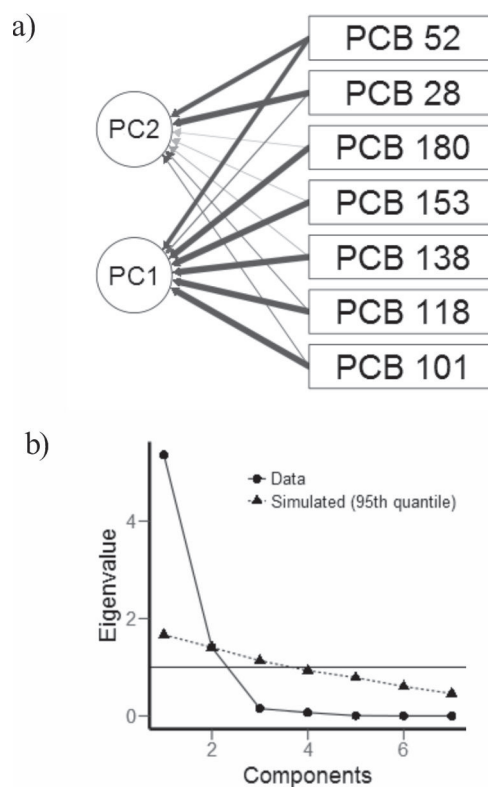 a)
PCB 52
PCB 28
PC2
PCB 180
PCB 153
PC1
PCB 138
PCB 118
PCB 101
b)
Data
Simulated (95th quantile)
4
2
0
Eigenvalue
2 4 6
Components